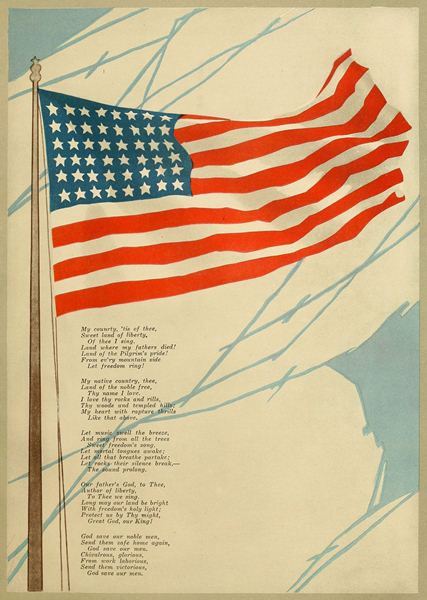 My counrty, 'tis of thee,
Sweet land of liberty,
Of thee I sing.
Land where my fathers died!
Land of the Pilgrim's pride!
From ev'ry mountain side
Let freedom ring!
My native country, thee,
Land of the noble free,
Thy name I love.
I love thy rocks and rills,
Thy woods and templed hills;
My heart with rapture thrills
Like that above.
Let music swell the breeze,
And ring from all the trees
Sweet freedom's song.
Let mortal tongues awake;
Let all that breathe partake;
Let rocks their silence break,—
The sound prolong.
Our father's God, to Thee,
Author of liberty,
To Thee we sing.
Long may our land be bright
With freedom's holy light;
Protect us by Thy might,
Great God, our King!
God save our noble men,
Send them safe home again,
God save our men.
Chivalrous, glorious,
From work laborious,
Send them victorious,
God save our men.